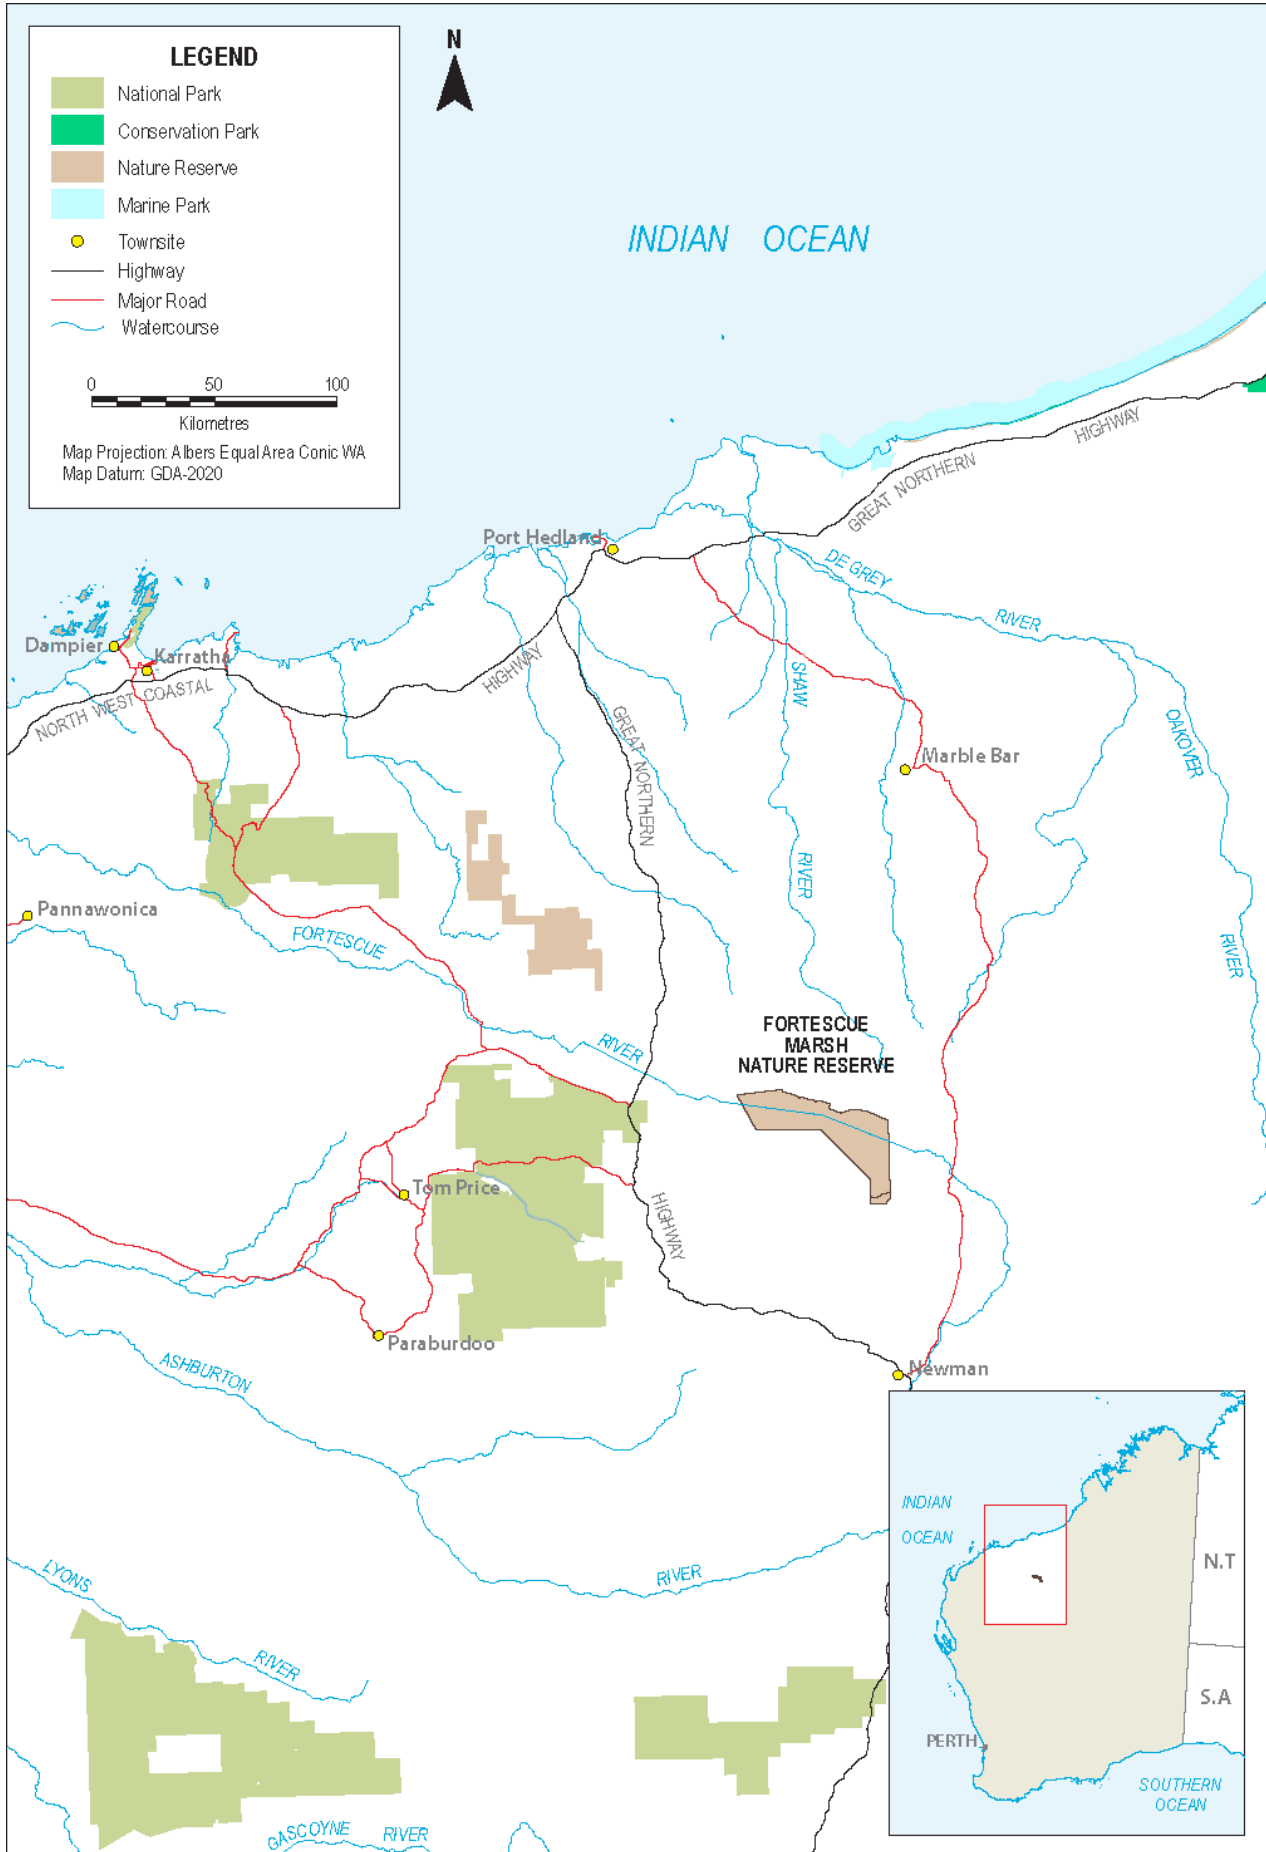 LEGEND
National Park
Conservation Park
Nature Reserve
Marine Park
Townsite
Highway
Major Road
Watercourse
0 50 100
Kilometres
Map Projection: Albers Equal Area Conic WA
Map Datum: GDA-2020
N
INDIAN OCEAN
HIGHWAY
GREAT NORTHERN
Port Hedland
DE GREY
RIVER
Dampier
Karratha
NORTH WEST COASTAL
HIGHWAY
SHAW
RIVER
GREAT NORTHERN
OAKOVER
RIVER
Marble Bar
Pannawonica
FORTESCUE
RIVER
FORTESCUE
MARSH
NATURE RESERVE
Tom Price
HIGHWAY
Paraburdoo
Newman
ASHBURTON
RIVER
LYONS
RIVER
GASCOYNE RIVER
INDIAN
OCEAN
N.T
S.A
PERTH
SOUTHERN
OCEAN